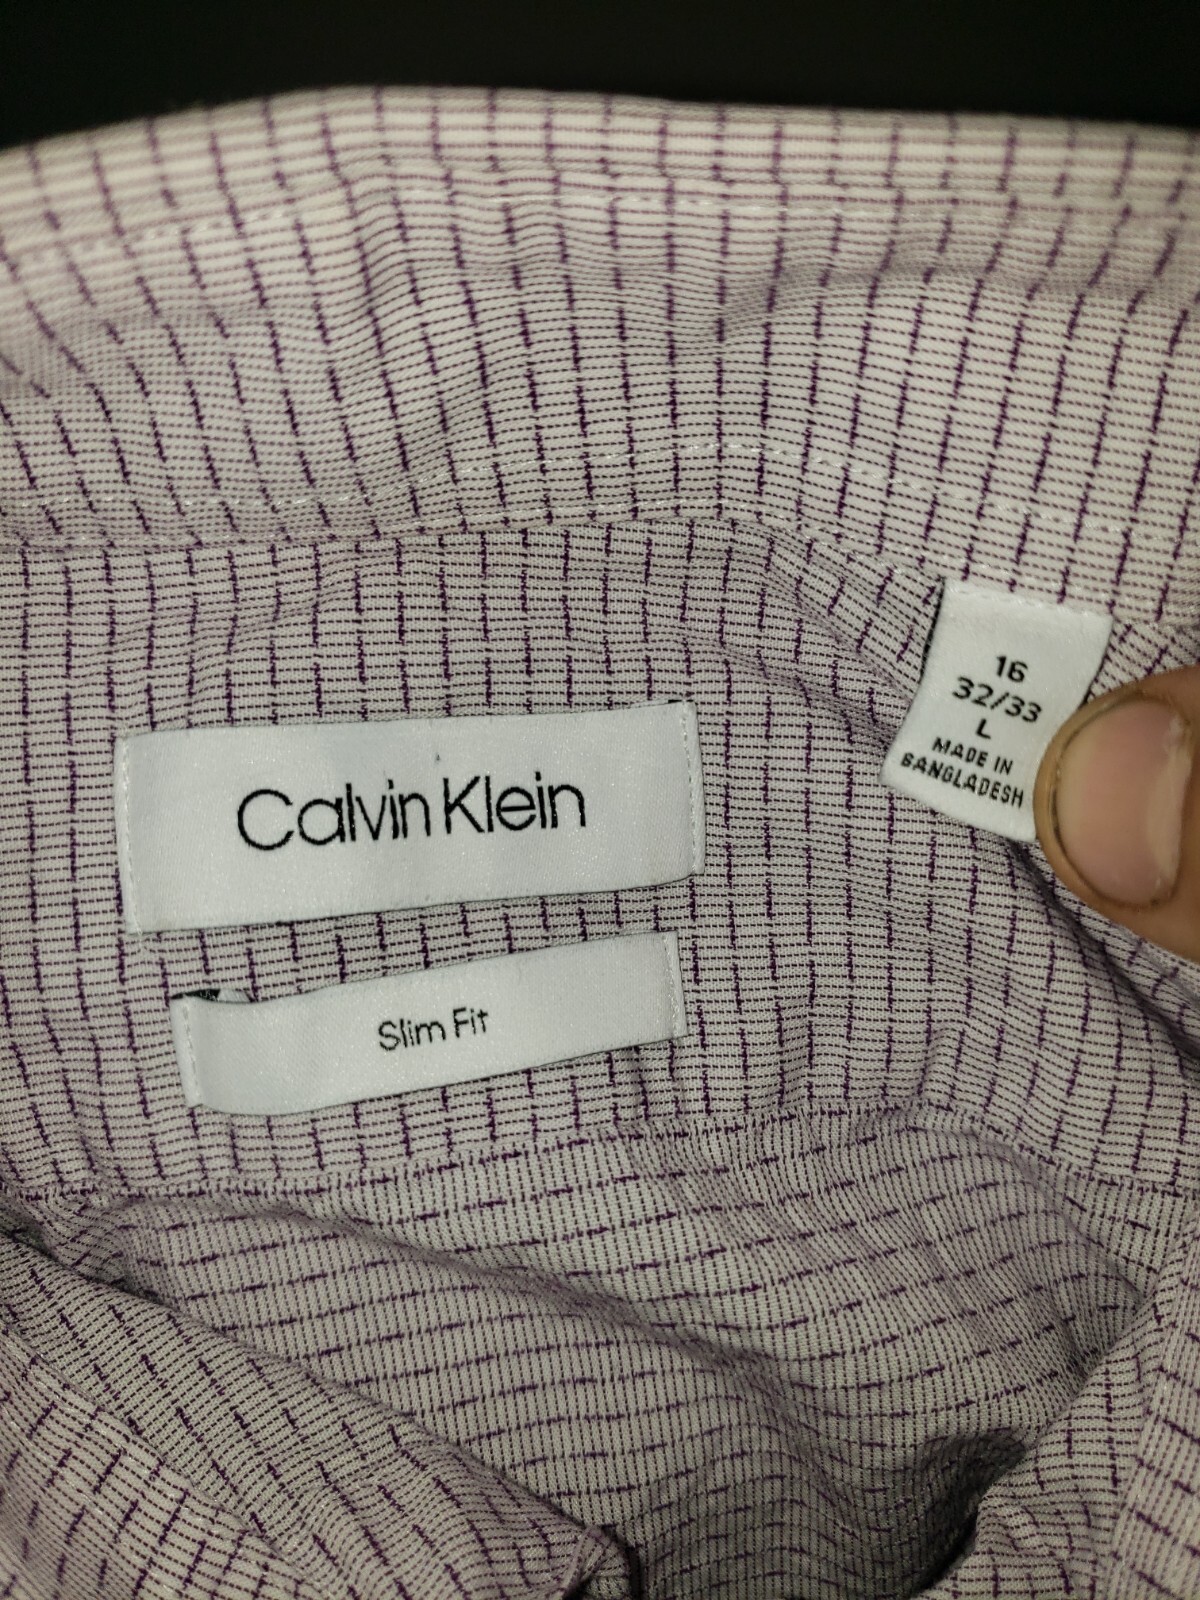 16
32/33
L
MADE IN
BANGLADESH
Calvin Klein
Slim Fit